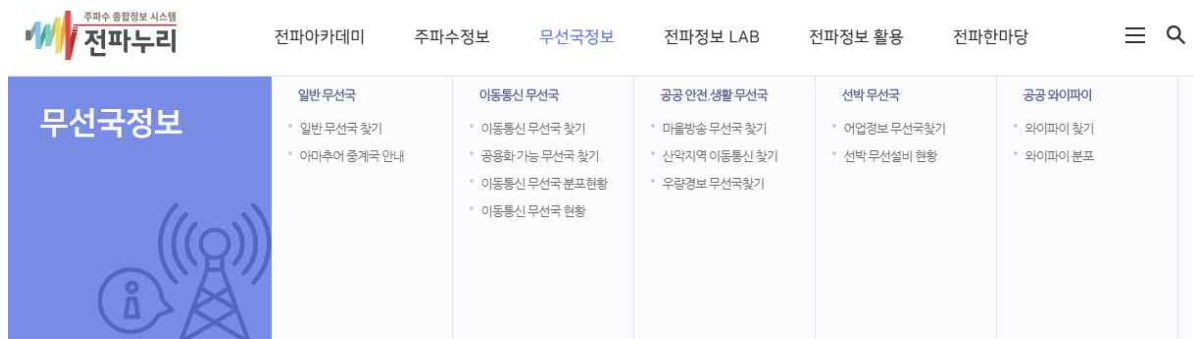 주파수 종합정보 시스템
전파누리
전파아카데미 주파수정보 무선국정보 전파정보 LAB 전파정보 활용 전파한마당
무선국정보
일반 무선국
일반 무선국 찾기
아마추어 중계국 안내
이동통신 무선국
이동통신 무선국 찾기
공용화 가능 무선국 찾기
이동통신 무선국 분포현황
이동통신 무선국 현황
공공 안전.생활 무선국
마을방송 무선국 찾기
산악지역 이동통신 찾기
우량경보 무선국찾기
선박 무선국
어업정보 무선국찾기
선박 무선설비 현황
공공 와이파이
와이파이 찾기
와이파이 분포